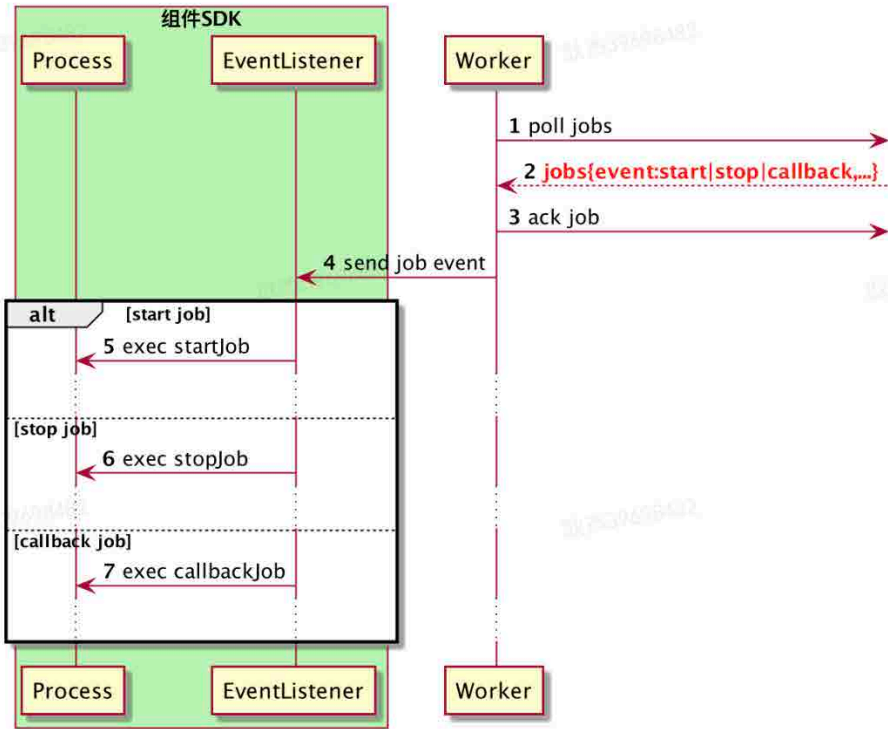 组件SDK
Process EventListener Worker
1 poll jobs
2 jobs{event:start|stop|callback,...}
3 ack job
4 send job event
alt [start job]
5 exec startJob
[stop job]
6 exec stopJob
[callback job]
7 exec callbackJob
Process EventListener Worker